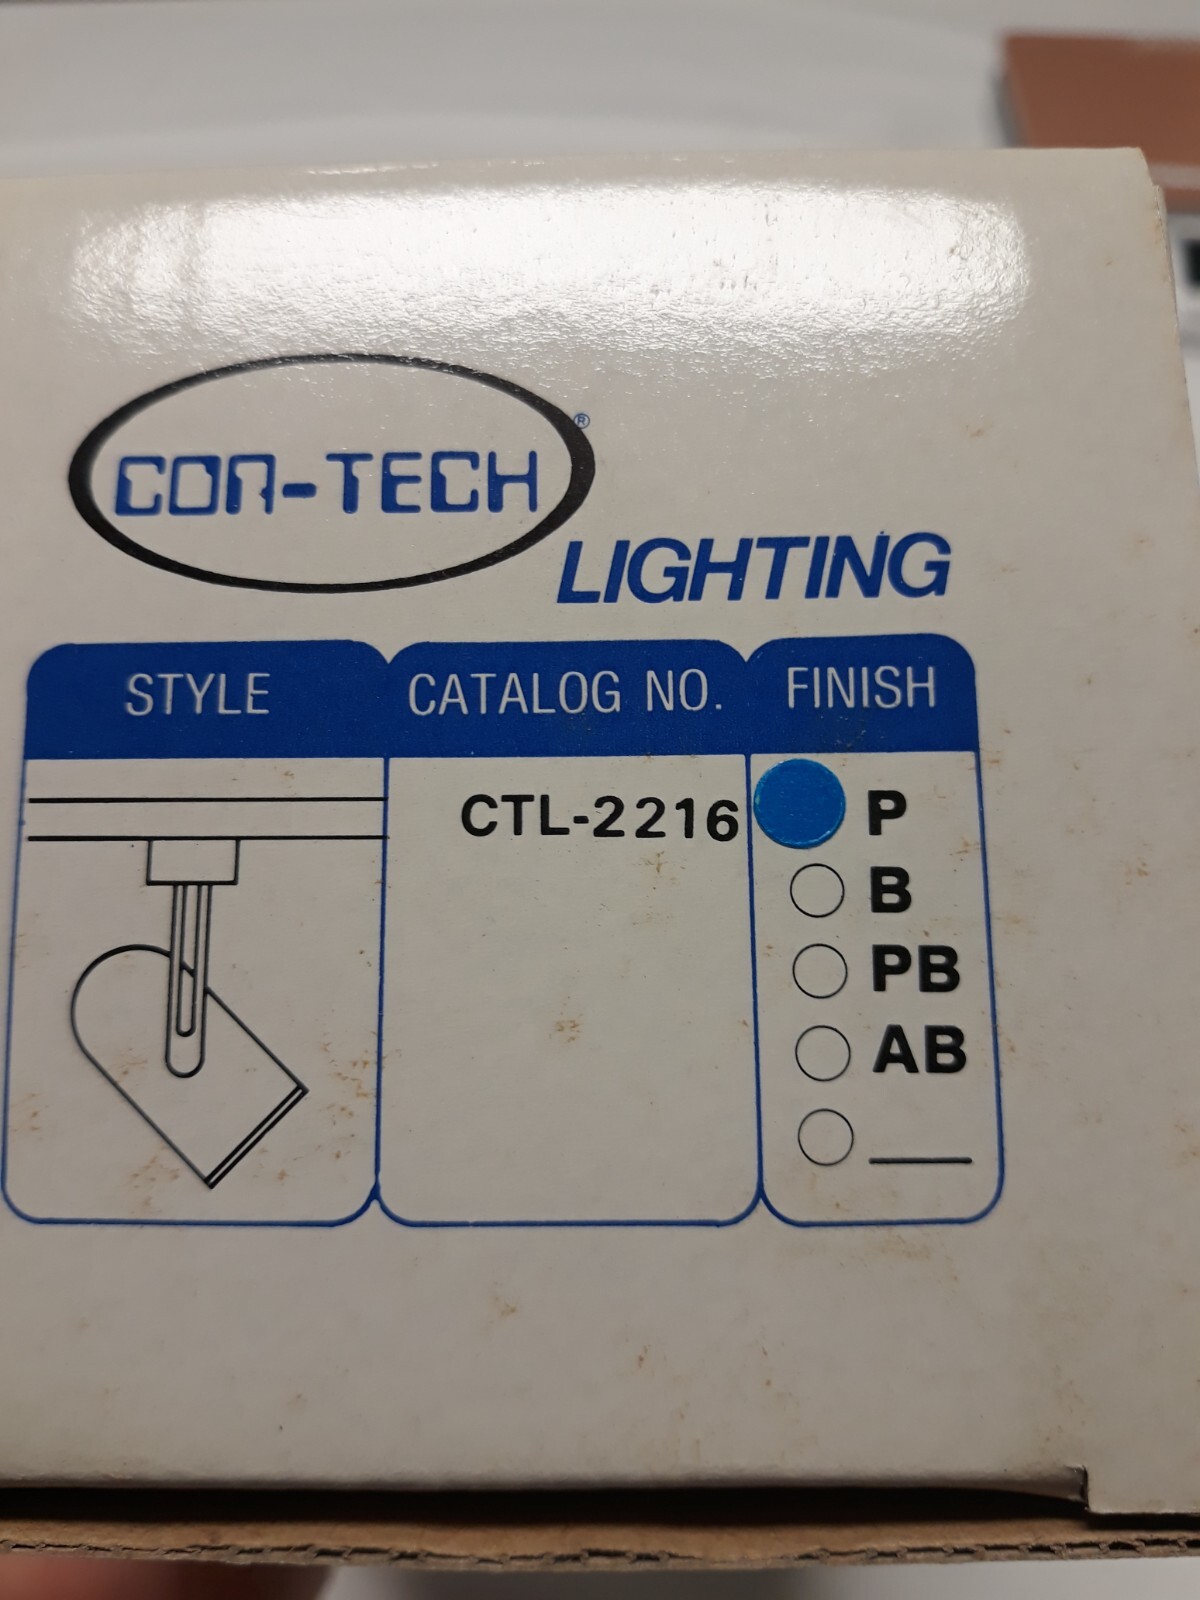 CON-TECH®
LIGHTING
STYLE CATALOG NO. FINISH
CTL-2216 P
B
PB
AB